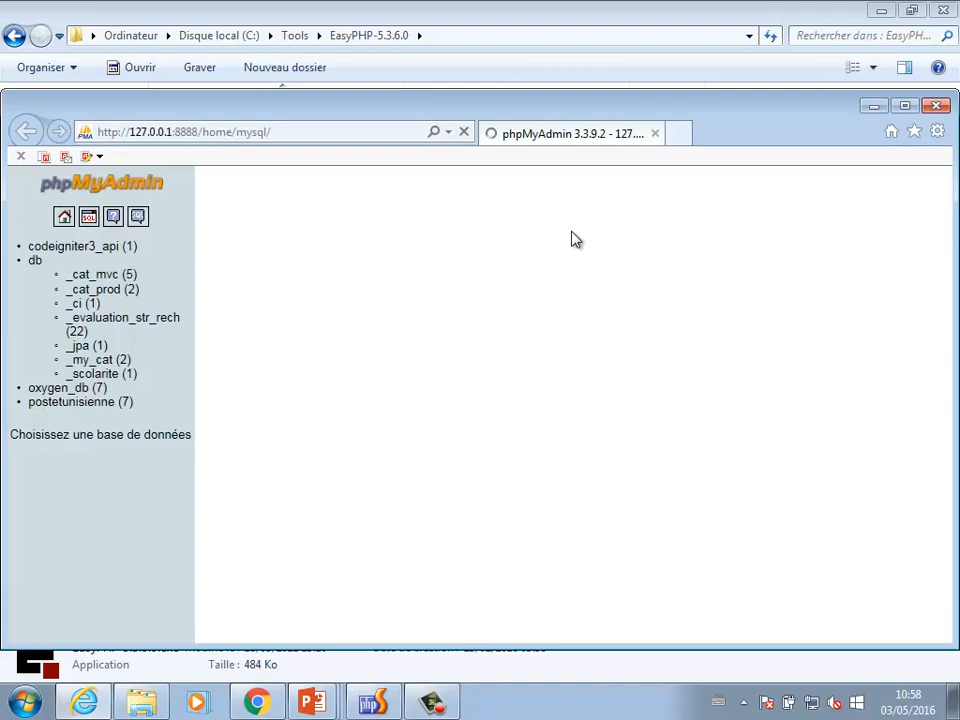 Ordinateur Disque local (C:) Tools EasyPHP-5.3.6.0 Rechercher dans : EasyPH...
Organiser Ouvrir Graver Nouveau dossier
http://127.0.0.1:8888/home/mysql/ phpMyAdmin 3.3.9.2 - 127....
phpMyAdmin
codeigniter3_api (1)
db
_cat_mvc (5)
_cat_prod (2)
_ci (1)
_evaluation_str_rech
(22)
_jpa (1)
_my_cat (2)
_scolarite (1)
oxygen_db (7)
postetunisienne (7)
Choisissez une base de données
Application Taille : 484 Ko
10:58
03/05/2016